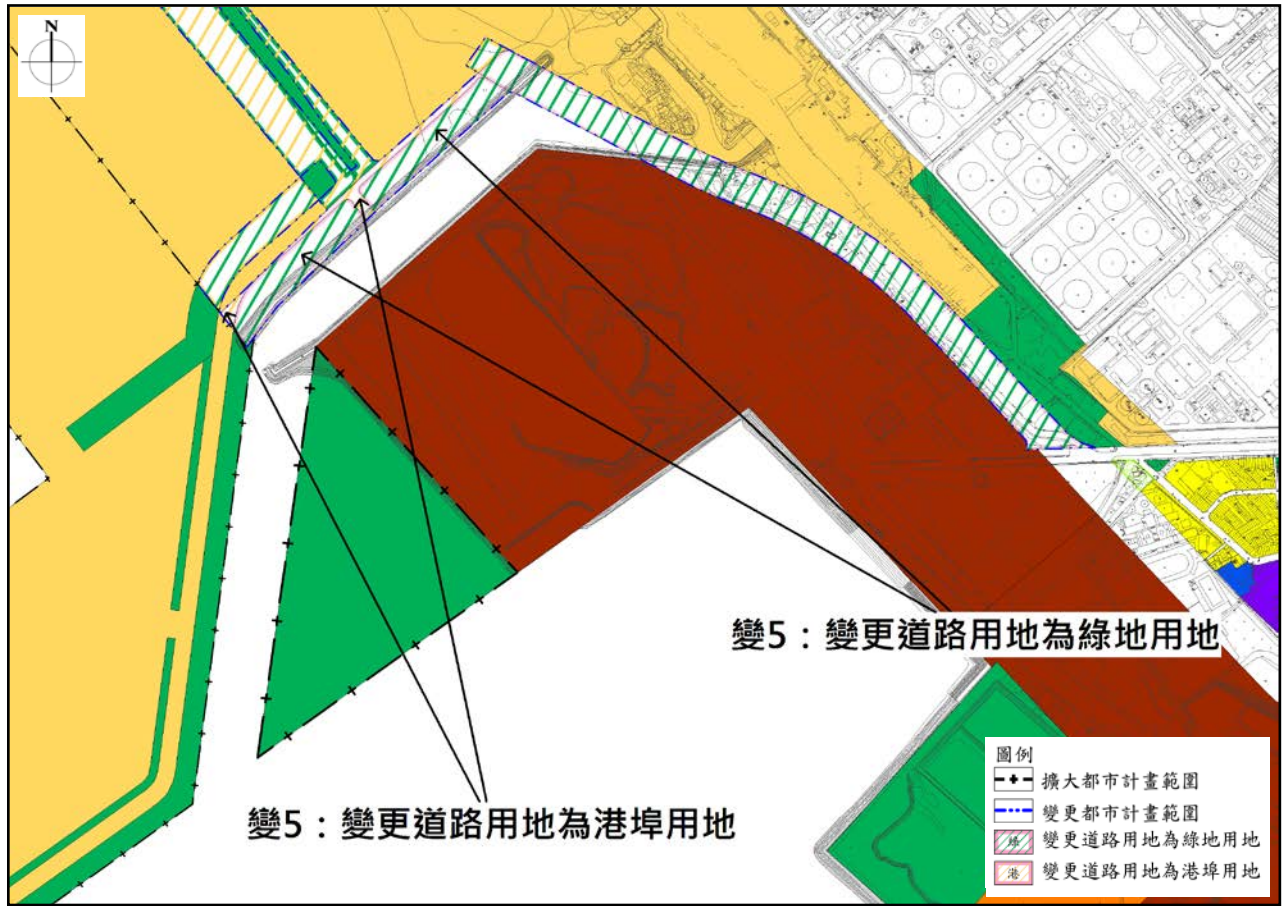 N
變5：變更道路用地為綠地用地
變5：變更道路用地為港埠用地
圖例
擴大都市計畫範圍
變更都市計畫範圍
綠 變更道路用地為綠地用地
港 變更道路用地為港埠用地